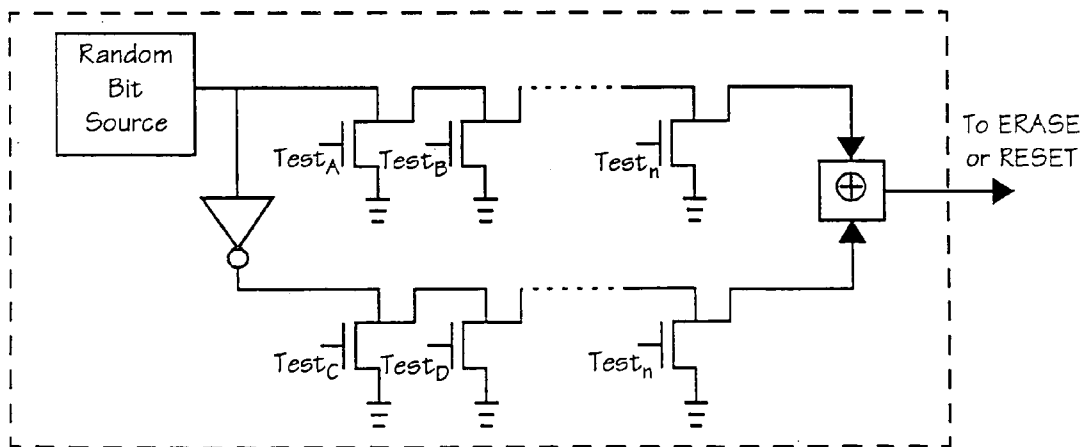 Random
Bit
Source
To ERASE
or RESET
Test_A
Test_B
Test_n
Test_C
Test_D
Test_n